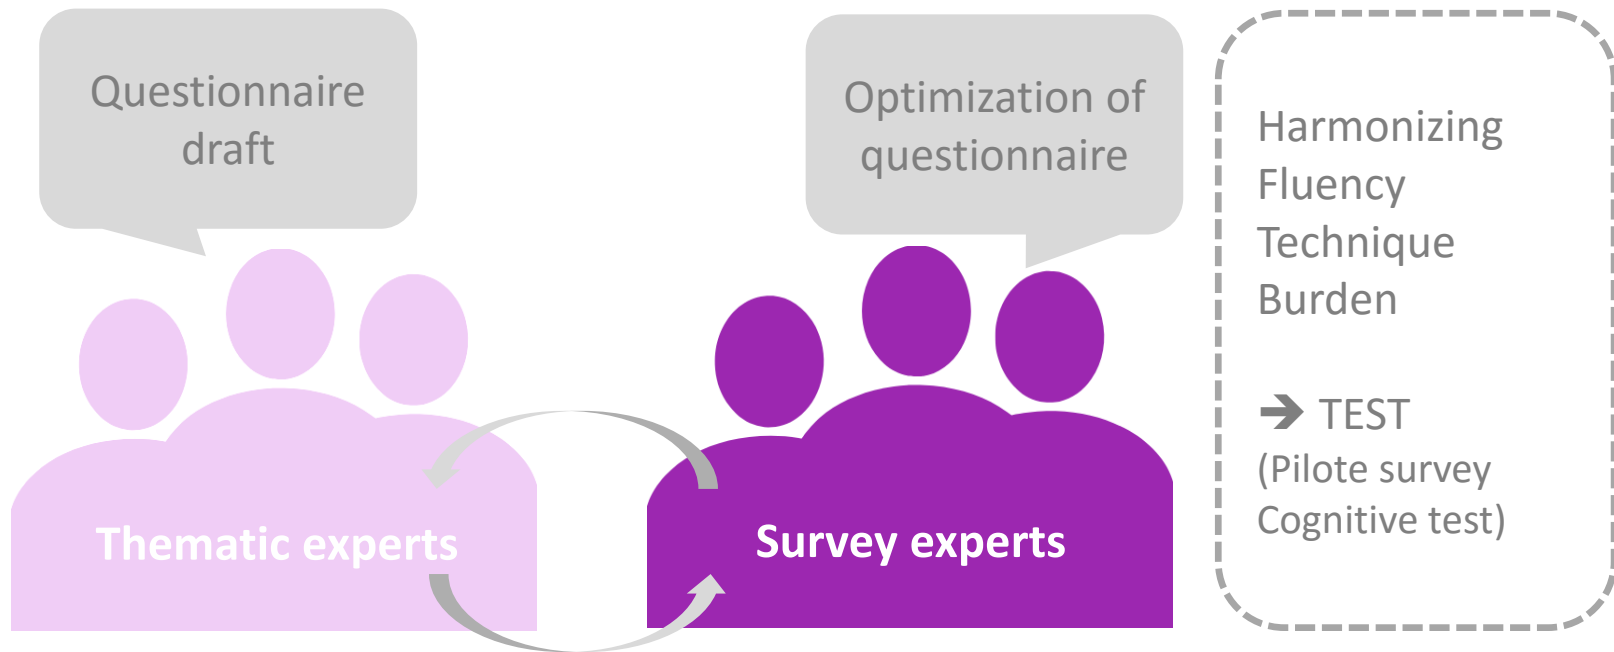 Questionnaire
draft
Optimization of
questionnaire
Thematic experts
Survey experts
Harmonizing
Fluency
Technique
Burden
➔ TEST
(Pilote survey
Cognitive test)